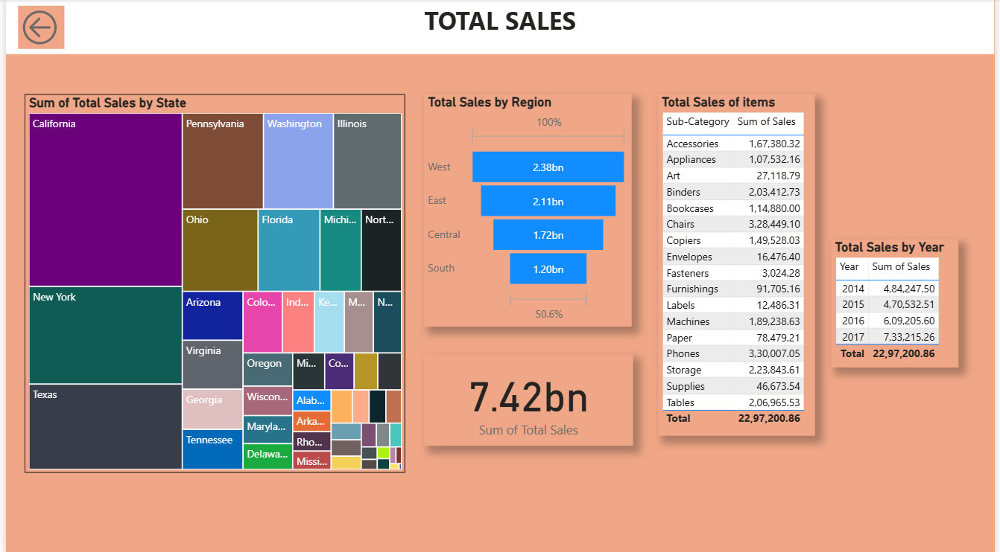 TOTAL SALES
Sum of Total Sales by State
California
Pennsylvania
Washington
Illinois
Ohio
Florida
Michi...
Nort...
New York
Arizona
Colo...
Ind...
Ke...
M...
N...
Virginia
Oregon
Mi...
Co...
Texas
Georgia
Wiscon...
Alab...
Maryla...
Arka...
Tennessee
Rho...
Delawa...
Missi...
Total Sales by Region
100%
West 2.38bn
East 2.11bn
Central 1.72bn
South 1.20bn
50.6%
7.42bn
Sum of Total Sales
Total Sales of items
Sub-Category Sum of Sales
Accessories 1,67,380.32
Appliances 1,07,532.16
Art 27,118.79
Binders 2,03,412.73
Bookcases 1,14,880.00
Chairs 3,28,449.10
Copiers 1,49,528.03
Envelopes 16,476.40
Fasteners 3,024.28
Furnishings 91,705.16
Labels 12,486.31
Machines 1,89,238.63
Paper 78,479.21
Phones 3,30,007.05
Storage 2,23,843.61
Supplies 46,673.54
Tables 2,06,965.53
Total 22,97,200.86
Total Sales by Year
Year Sum of Sales
2014 4,84,247.50
2015 4,70,532.51
2016 6,09,205.60
2017 7,33,215.26
Total 22,97,200.86